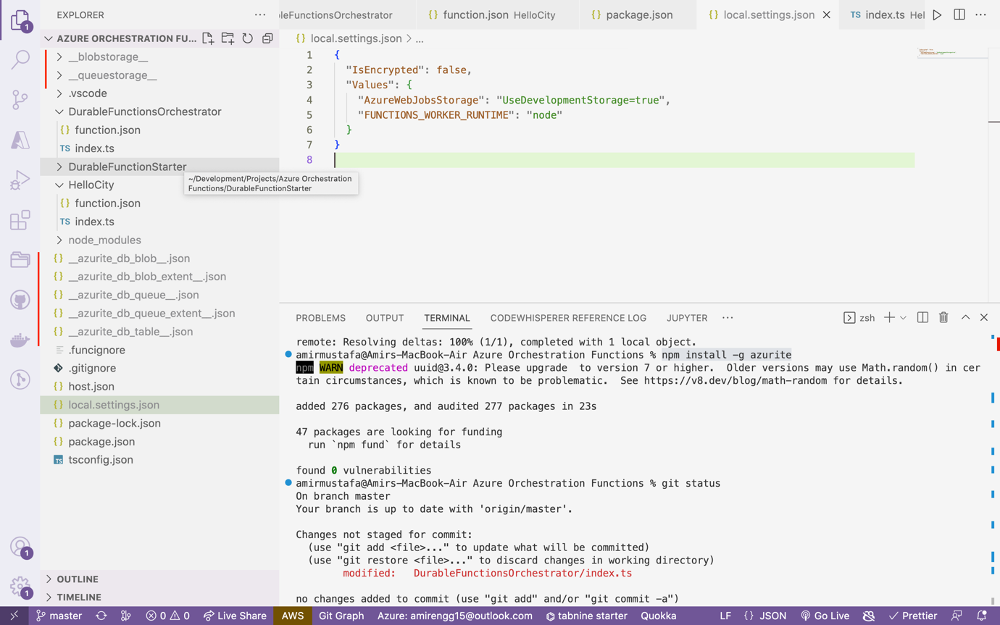 EXPLORER
AZURE ORCHESTRATION FU...
__blobstorage__
__queuestorage__
.vscode
DurableFunctionsOrchestrator
{} function.json
TS index.ts
DurableFunctionStarter
~/Development/Projects/Azure Orchestration
Functions/DurableFunctionStarter
HelloCity
{} function.json
TS index.ts
node_modules
{} __azurite_db_blob__.json
{} __azurite_db_blob_extent__.json
{} __azurite_db_queue__.json
{} __azurite_db_queue_extent__.json
{} __azurite_db_table__.json
.funcignore
.gitignore
{} host.json
{} local.settings.json
{} package-lock.json
{} package.json
TS tsconfig.json
OUTLINE
TIMELINE
1
1
1
bleFunctionsOrchestrator {} function.json HelloCity {} package.json {} local.settings.json TS index.ts Hel
{} local.settings.json > ...
1 {
2 "IsEncrypted": false,
3 "Values": {
4 "AzureWebJobsStorage": "UseDevelopmentStorage=true",
5 "FUNCTIONS_WORKER_RUNTIME": "node"
6 }
7 }
8
PROBLEMS OUTPUT TERMINAL CODEWHISPERER REFERENCE LOG JUPYTER ... zsh
remote: Resolving deltas: 100% (1/1), completed with 1 local object.
amirmustafa@Amirs-MacBook-Air Azure Orchestration Functions % npm install -g azurite
npm WARN deprecated uuid@3.4.0: Please upgrade to version 7 or higher. Older versions may use Math.random() in cer
tain circumstances, which is known to be problematic. See https://v8.dev/blog/math-random for details.
added 276 packages, and audited 277 packages in 23s
47 packages are looking for funding
run `npm fund` for details
found 0 vulnerabilities
amirmustafa@Amirs-MacBook-Air Azure Orchestration Functions % git status
On branch master
Your branch is up to date with 'origin/master'.
Changes not staged for commit:
(use "git add <file>..." to update what will be committed)
(use "git restore <file>..." to discard changes in working directory)
modified: DurableFunctionsOrchestrator/index.ts
no changes added to commit (use "git add" and/or "git commit -a")
master 0 0 Live Share AWS Git Graph Azure: amirengg15@outlook.com tabnine starter Quokka LF {} JSON Go Live Prettier